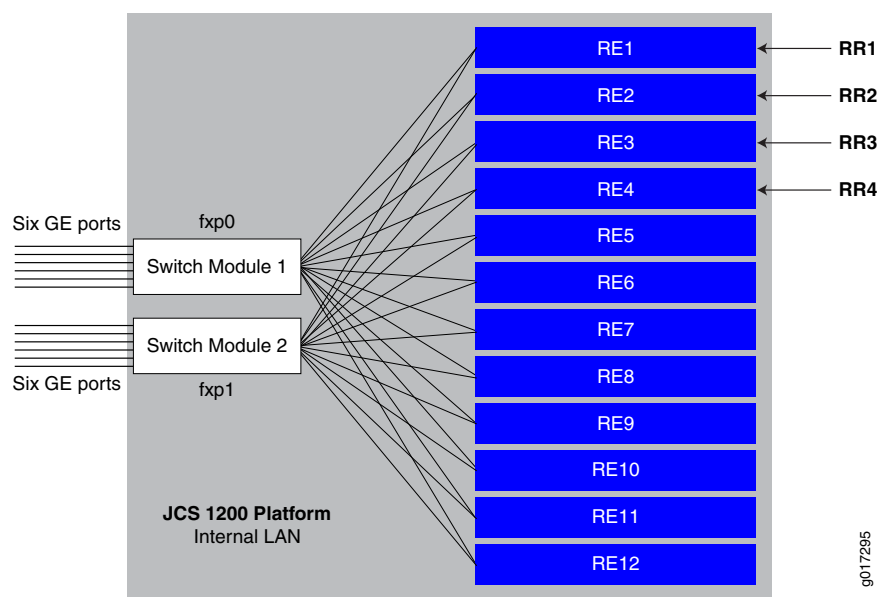 RE1
RR1
RE2
RR2
RE3
RR3
RE4
RR4
Six GE ports
fxp0
RE5
Switch Module 1
RE6
RE7
Switch Module 2
Six GE ports
fxp1
RE8
RE9
RE10
JCS 1200 Platform
Internal LAN
RE11
RE12
g017295